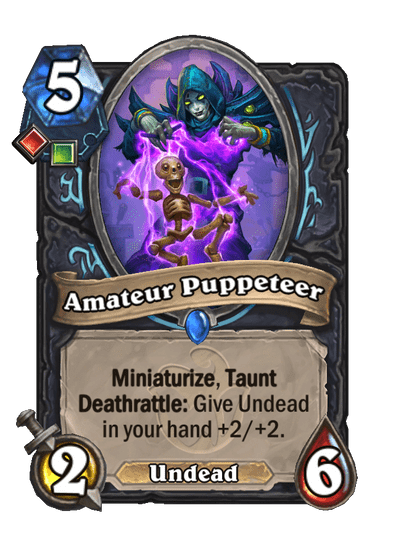 5
Amateur Puppeteer
Miniaturize, Taunt
Deathrattle: Give Undead
in your hand +2/+2.
2
Undead
6